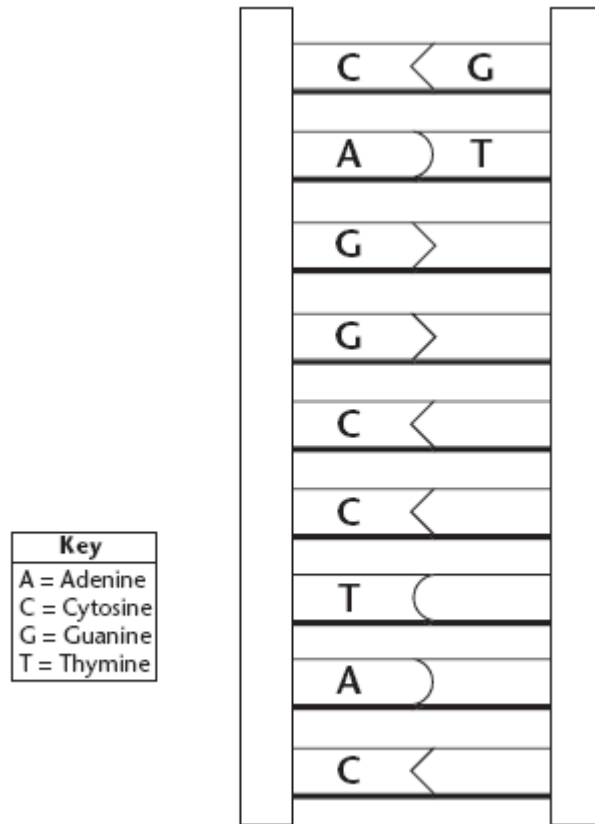 C G
A T
G
G
C
C
T
A
C
Key
A = Adenine
C = Cytosine
G = Guanine
T = Thymine